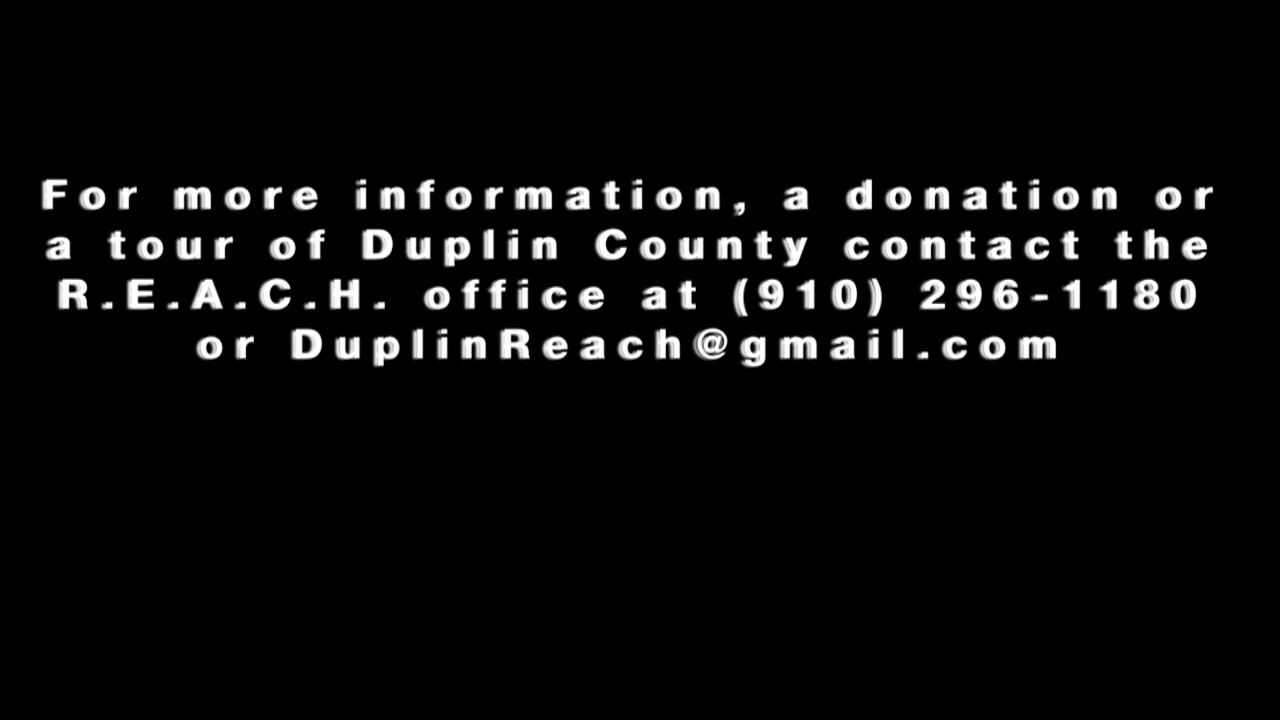 For more information, a donation or
a tour of Duplin County contact the
R.E.A.C.H. office at (910) 296-1180
or DuplinReach@gmail.com